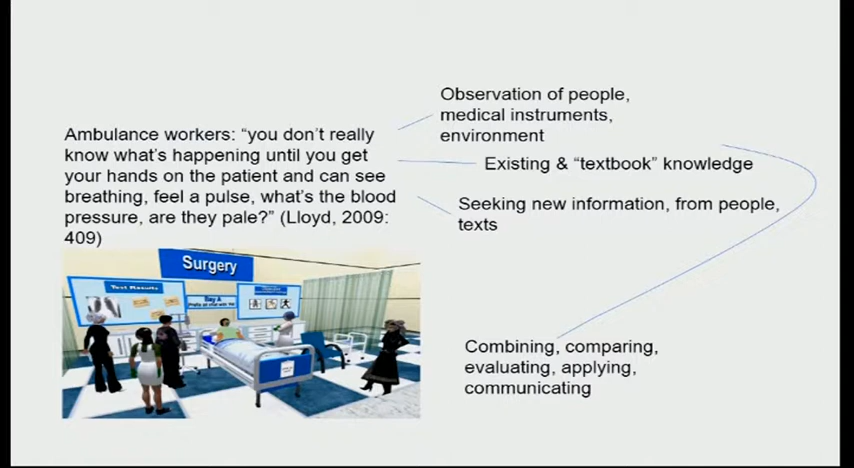 Ambulance workers: “you don’t really
know what’s happening until you get
your hands on the patient and can see
breathing, feel a pulse, what’s the blood
pressure, are they pale?” (Lloyd, 2009:
409)
Observation of people,
medical instruments,
environment
Existing & “textbook” knowledge
Seeking new information, from people,
texts
Combining, comparing,
evaluating, applying,
communicating
Surgery
Test Results
Bay A